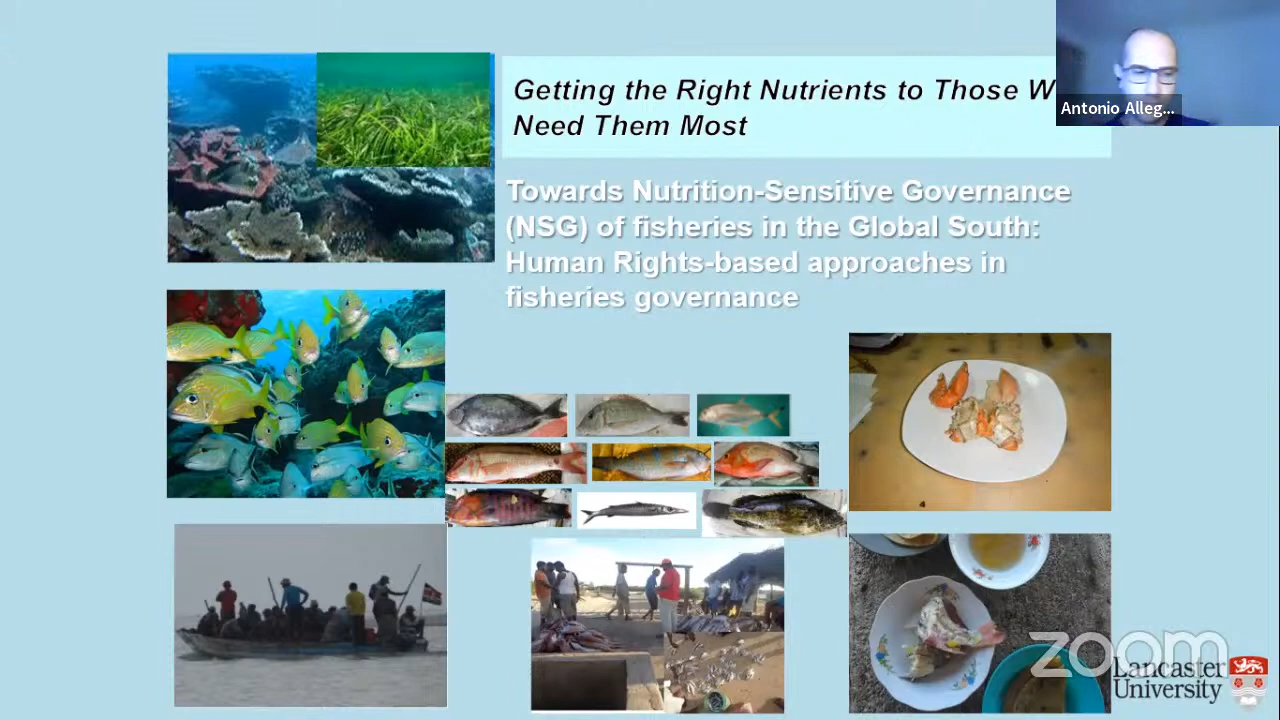 Getting the Right Nutrients to Those W
Need Them Most
Antonio Alleg...
Towards Nutrition-Sensitive Governance
(NSG) of fisheries in the Global South:
Human Rights-based approaches in
fisheries governance
zoom
Lancaster
University